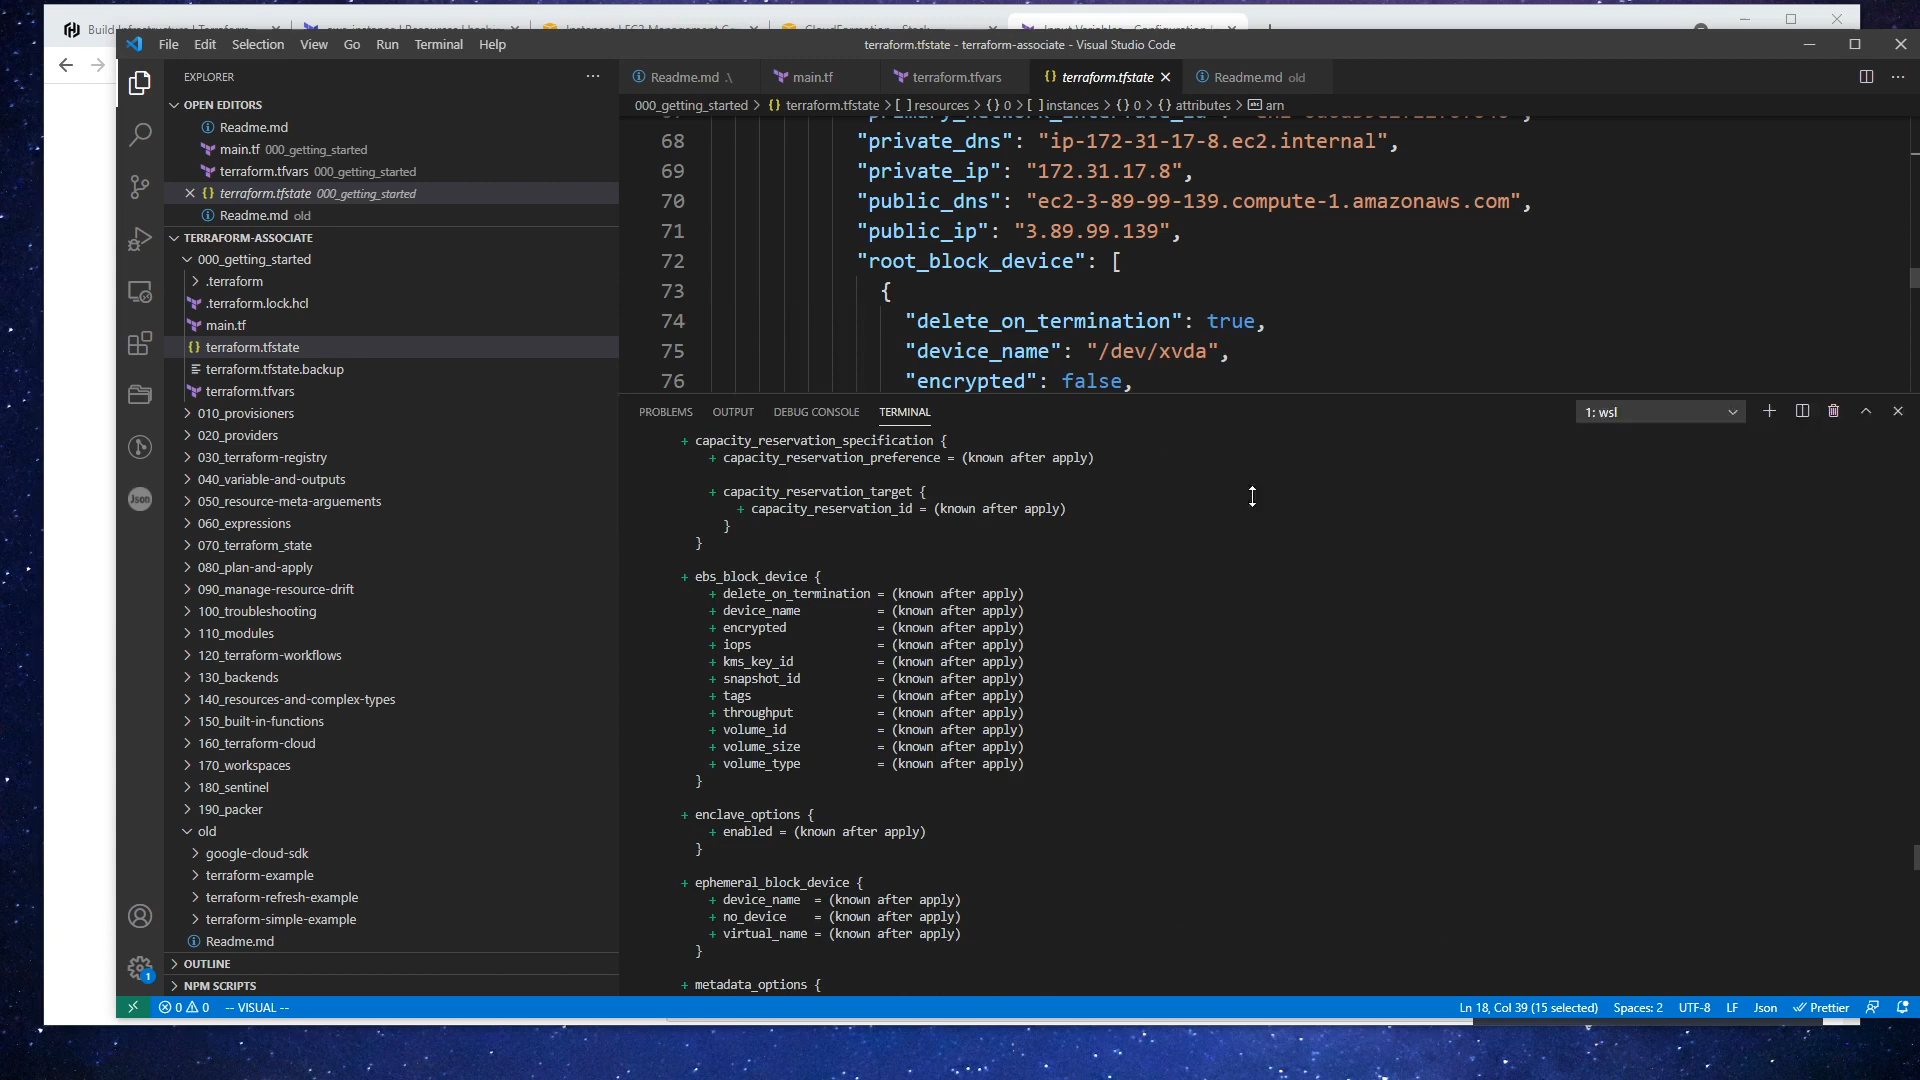 Build
File Edit Selection View Go Run Terminal Help
terraform.tfstate - terraform-associate - Visual Studio Code
EXPLORER
OPEN EDITORS
Readme.md
main.tf 000_getting_started
terraform.tfvars 000_getting_started
terraform.tfstate 000_getting_started
Readme.md old
TERRAFORM-ASSOCIATE
000_getting_started
.terraform
.terraform.lock.hcl
main.tf
terraform.tfstate
terraform.tfstate.backup
terraform.tfvars
010_provisioners
020_providers
030_terraform-registry
040_variable-and-outputs
050_resource-meta-arguements
060_expressions
070_terraform_state
080_plan-and-apply
090_manage-resource-drift
100_troubleshooting
110_modules
120_terraform-workflows
130_backends
140_resources-and-complex-types
150_built-in-functions
160_terraform-cloud
170_workspaces
180_sentinel
190_packer
old
google-cloud-sdk
terraform-example
terraform-refresh-example
terraform-simple-example
Readme.md
OUTLINE
NPM SCRIPTS
Json
1
Readme.md .\
main.tf
terraform.tfvars
{} terraform.tfstate
Readme.md old
000_getting_started > {} terraform.tfstate > [ ] resources > {} 0 > [ ] instances > {} 0 > {} attributes > arn
68 "private_dns": "ip-172-31-17-8.ec2.internal",
69 "private_ip": "172.31.17.8",
70 "public_dns": "ec2-3-89-99-139.compute-1.amazonaws.com",
71 "public_ip": "3.89.99.139",
72 "root_block_device": [
73 {
74 "delete_on_termination": true,
75 "device_name": "/dev/xvda",
76 "encrypted": false,
PROBLEMS OUTPUT DEBUG CONSOLE TERMINAL
1: wsl
+ capacity_reservation_specification {
+ capacity_reservation_preference = (known after apply)
+ capacity_reservation_target {
+ capacity_reservation_id = (known after apply)
}
}
+ ebs_block_device {
+ delete_on_termination = (known after apply)
+ device_name = (known after apply)
+ encrypted = (known after apply)
+ iops = (known after apply)
+ kms_key_id = (known after apply)
+ snapshot_id = (known after apply)
+ tags = (known after apply)
+ throughput = (known after apply)
+ volume_id = (known after apply)
+ volume_size = (known after apply)
+ volume_type = (known after apply)
}
+ enclave_options {
+ enabled = (known after apply)
}
+ ephemeral_block_device {
+ device_name = (known after apply)
+ no_device = (known after apply)
+ virtual_name = (known after apply)
}
+ metadata_options {
0 0 -- VISUAL --
Ln 18, Col 39 (15 selected) Spaces: 2 UTF-8 LF Json Prettier